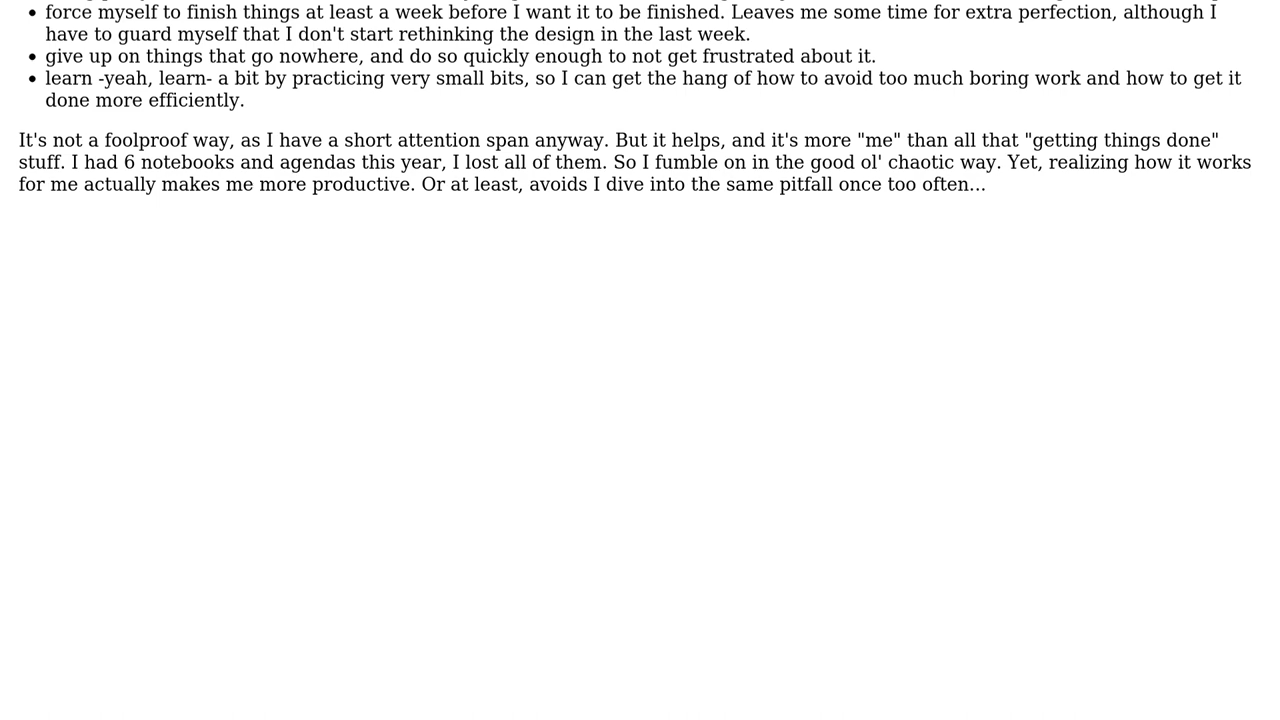 • force myself to finish things at least a week before I want it to be finished. Leaves me some time for extra perfection, although I
have to guard myself that I don't start rethinking the design in the last week.
• give up on things that go nowhere, and do so quickly enough to not get frustrated about it.
• learn -yeah, learn- a bit by practicing very small bits, so I can get the hang of how to avoid too much boring work and how to get it
done more efficiently.
It's not a foolproof way, as I have a short attention span anyway. But it helps, and it's more "me" than all that "getting things done"
stuff. I had 6 notebooks and agendas this year, I lost all of them. So I fumble on in the good ol' chaotic way. Yet, realizing how it works
for me actually makes me more productive. Or at least, avoids I dive into the same pitfall once too often...